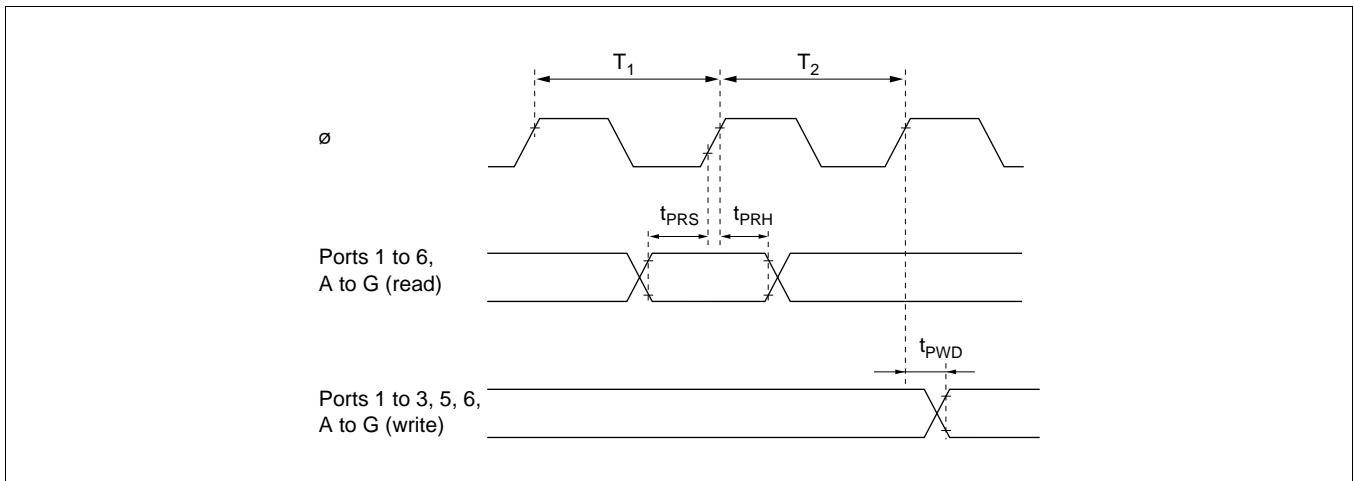 T1 T2
ø
tPRS tPRH
Ports 1 to 6,
A to G (read)
tPWD
Ports 1 to 3, 5, 6,
A to G (write)